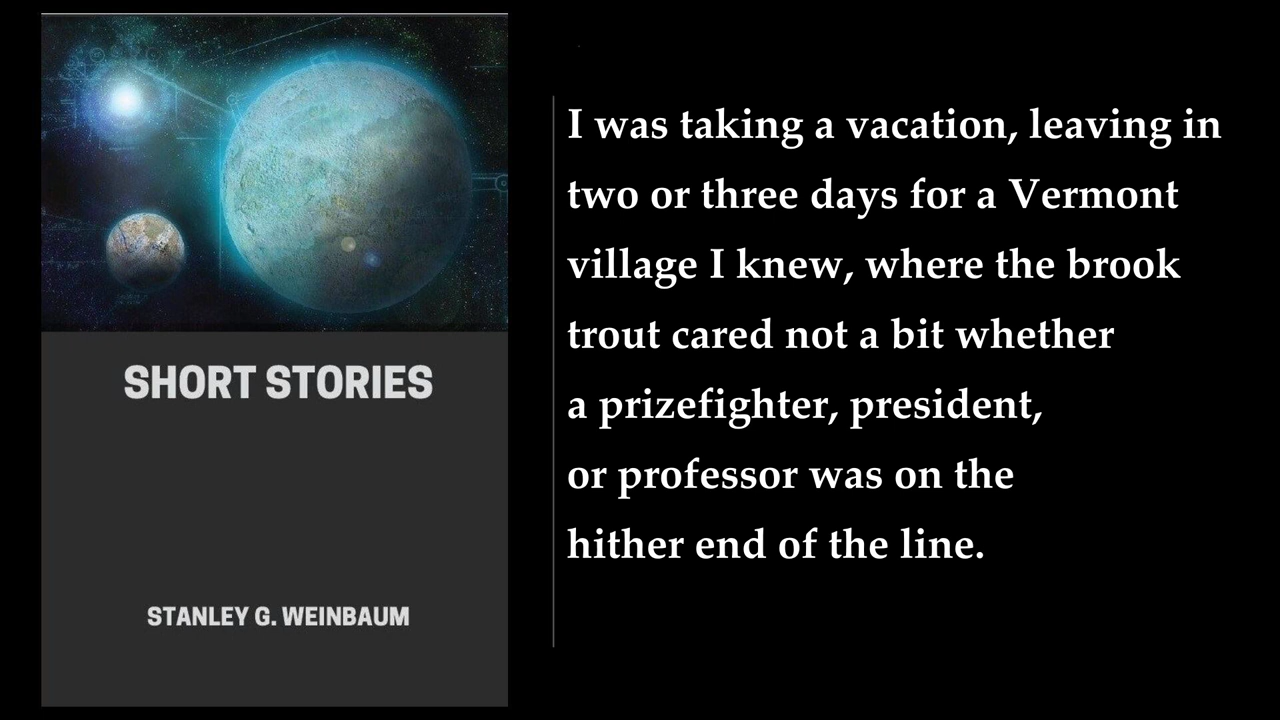 SHORT STORIES
STANLEY G. WEINBAUM
I was taking a vacation, leaving in
two or three days for a Vermont
village I knew, where the brook
trout cared not a bit whether
a prizefighter, president,
or professor was on the
hither end of the line.